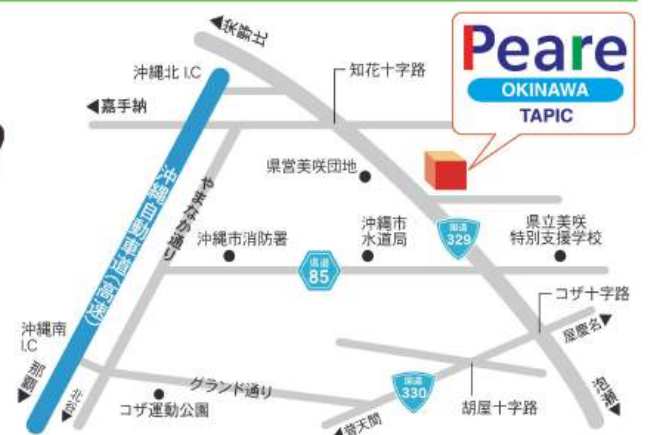 ◀栄野比
Peare
OKINAWA
TAPIC
沖縄北 I.C
知花十字路
◀嘉手納
県営美咲団地
やまなか通り
沖縄自動車道(高速)
沖縄市消防署
沖縄市
水道局
国道
329
県立美咲
特別支援学校
県道
85
コザ十字路
沖縄南
I.C
屋慶名▶
那覇▶
北谷▶
グランド通り
コザ運動公園
国道
330
胡屋十字路
泡瀬▶
◀普天間